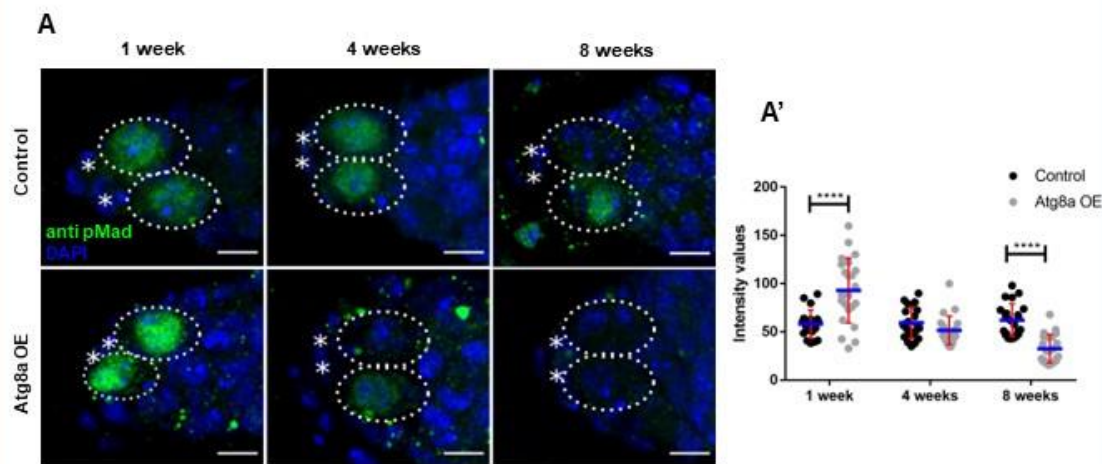 A
1 week
4 weeks
8 weeks
Control
*
*
*
*
*
*
anti pMad
DAPI
Atg8a OE
*
*
*
*
*
*
A'
Control
Atg8a OE
****
****
Intensity values
200
150
100
50
0
1 week
4 weeks
8 weeks